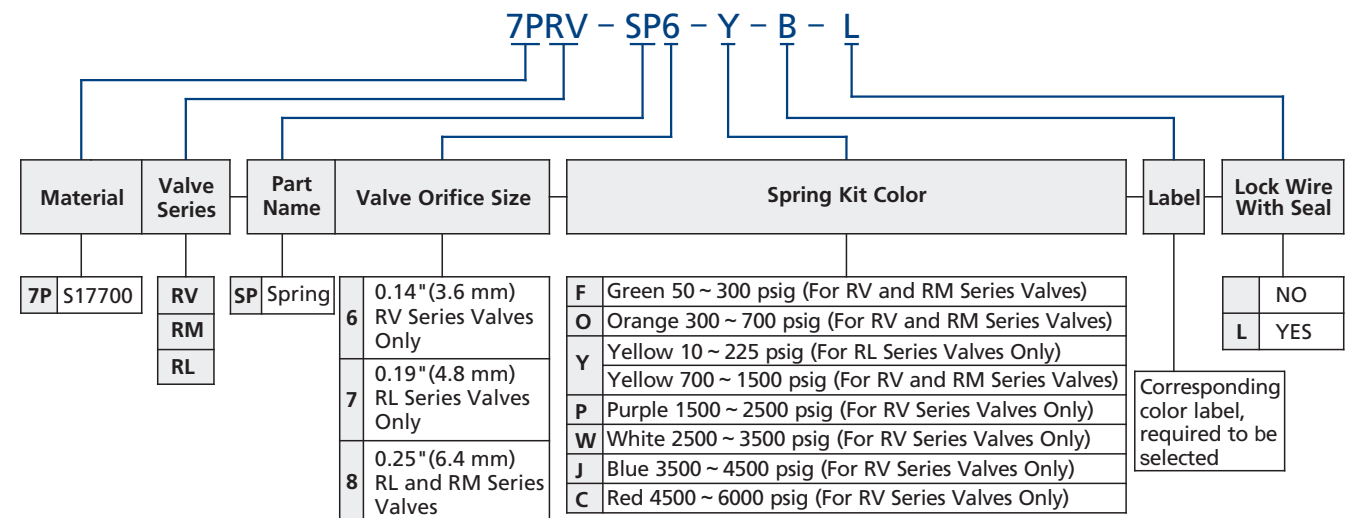 7PRV – SP6 – Y – B – L
Material
Valve
Series
Part
Name
Valve Orifice Size
Spring Kit Color
Label
Lock Wire
With Seal
7P S17700
RV
RM
RL
SP Spring
6 0.14"(3.6 mm)
RV Series Valves
Only
7 0.19"(4.8 mm)
RL Series Valves
Only
8 0.25"(6.4 mm)
RL and RM Series
Valves
F Green 50 ~ 300 psig (For RV and RM Series Valves)
O Orange 300 ~ 700 psig (For RV and RM Series Valves)
Y Yellow 10 ~ 225 psig (For RL Series Valves Only)
Yellow 700 ~ 1500 psig (For RV and RM Series Valves)
P Purple 1500 ~ 2500 psig (For RV Series Valves Only)
W White 2500 ~ 3500 psig (For RV Series Valves Only)
J Blue 3500 ~ 4500 psig (For RV Series Valves Only)
C Red 4500 ~ 6000 psig (For RV Series Valves Only)
Corresponding
color label,
required to be
selected
NO
L YES